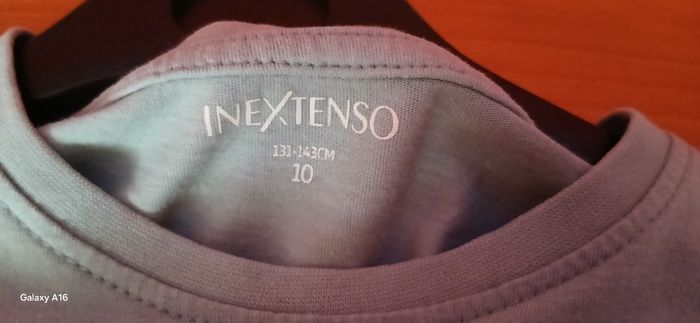 INEXTENSO
131-143CM
10
Galaxy A16